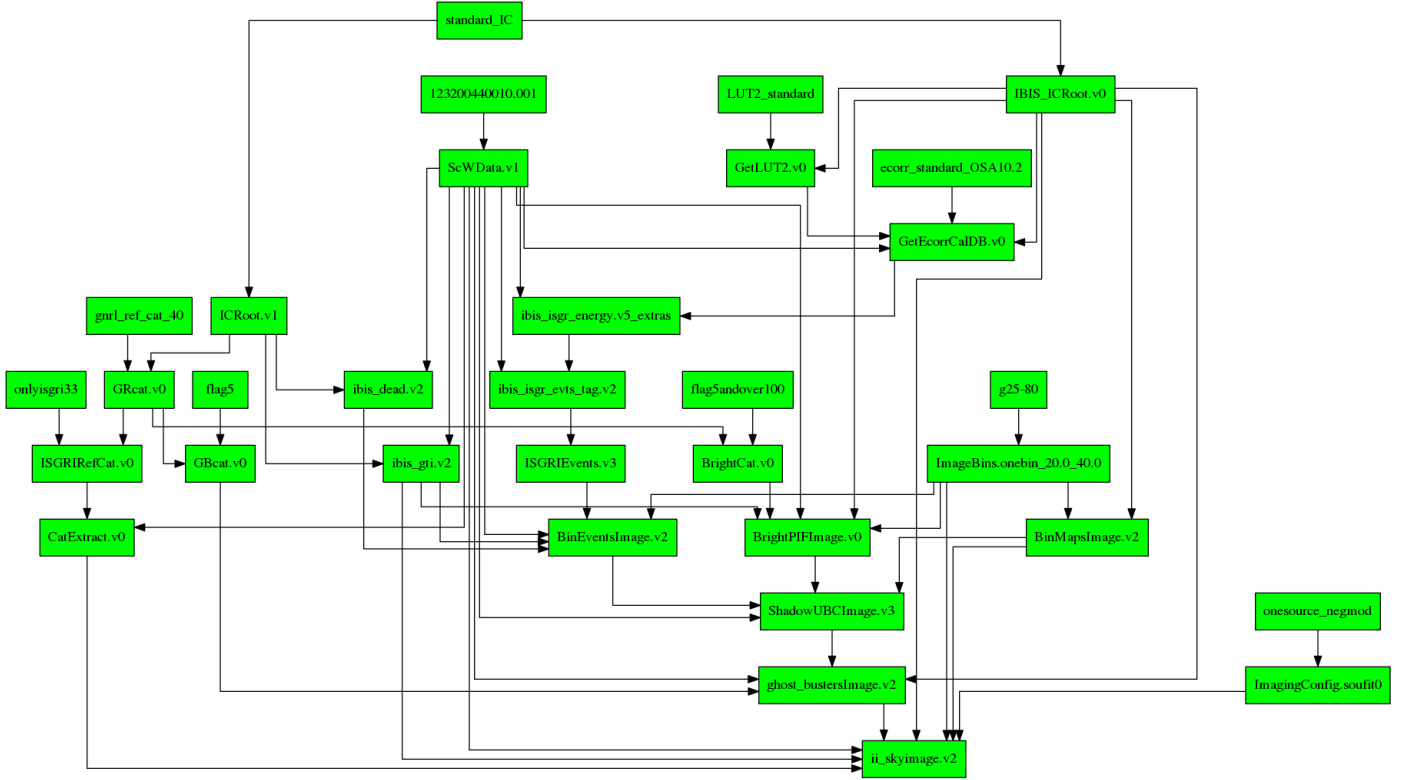 standard_IC
123200440010.001
LUT2_standard
IBIS_ICRoot.v0
ScWData.v1
GetLUT2.v0
ecorr_standard_OSA10.2
GetEcorrCalDB.v0
gnrl_ref_cat_40
ICRoot.v1
ibis_isgr_energy.v5_extras
onlyisgri33
GRcat.v0
flag5
ibis_dead.v2
ibis_isgr_evts_tag.v2
flag5andover100
g25-80
ISGRIRefCat.v0
GBcat.v0
ibis_gti.v2
ISGRIEvents.v3
BrightCat.v0
ImageBins.onebin_20.0_40.0
CatExtract.v0
BinEventsImage.v2
BrightPIFImage.v0
BinMapsImage.v2
ShadowUBCImage.v3
onesource_negmod
ghost_bustersImage.v2
ImagingConfig.soufit0
ii_skyimage.v2